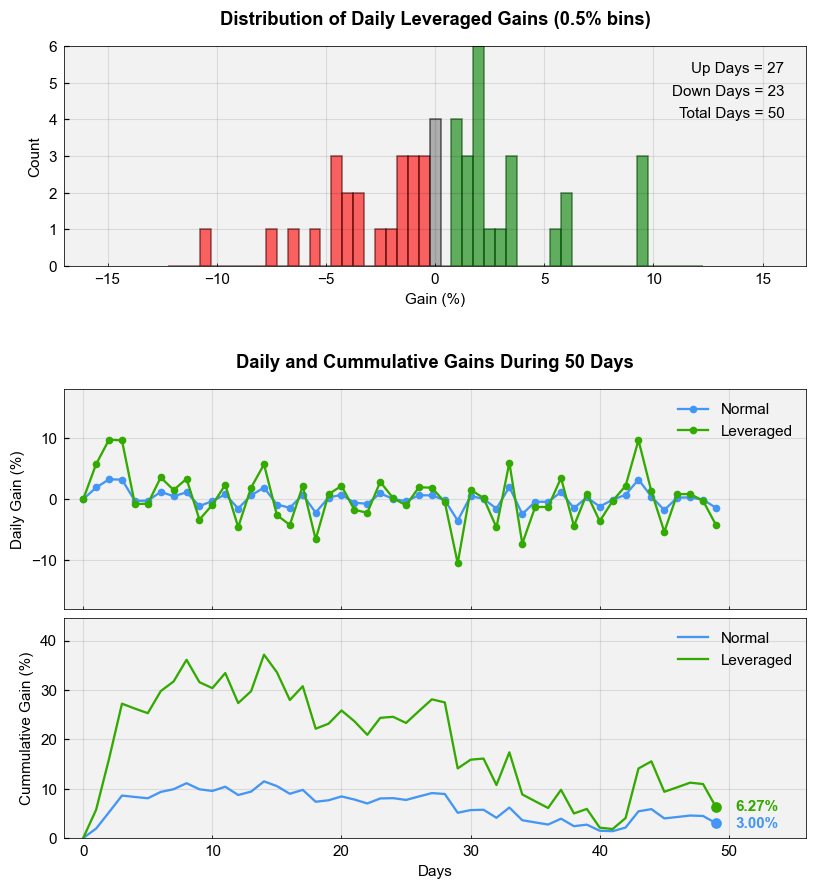 Distribution of Daily Leveraged Gains (0.5% bins)
6
5
4
3
2
1
0
Count
Up Days = 27
Down Days = 23
Total Days = 50
−15
−10
−5
0
5
10
15
Gain (%)
Daily and Cummulative Gains During 50 Days
10
0
−10
Daily Gain (%)
Normal
Leveraged
40
30
20
10
0
Cummulative Gain (%)
Normal
Leveraged
6.27%
3.00%
0
10
20
30
40
50
Days